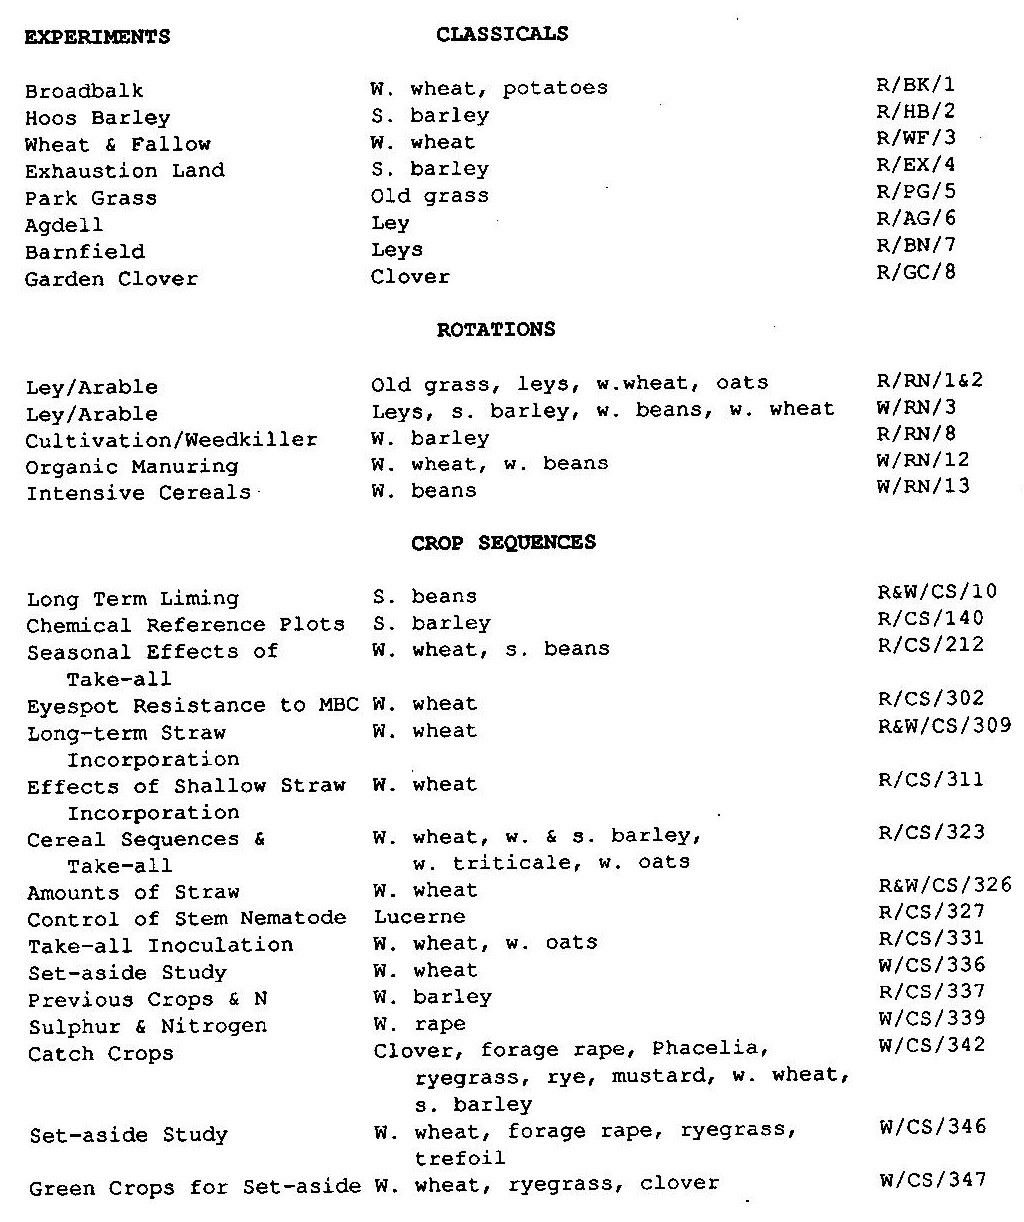 EXPERIMENTS CLASSICALS
Broadbalk W. wheat, potatoes R/BK/1
Hoos Barley S. barley R/HB/2
Wheat & Fallow W. wheat R/WF/3
Exhaustion Land S. barley R/EX/4
Park Grass Old grass R/PG/5
Agdell Ley R/AG/6
Barnfield Leys R/BN/7
Garden Clover Clover R/GC/8
ROTATIONS
Ley/Arable Old grass, leys, w.wheat, oats R/RN/1&2
Ley/Arable Leys, s. barley, w. beans, w. wheat W/RN/3
Cultivation/Weedkiller W. barley R/RN/8
Organic Manuring W. wheat, w. beans W/RN/12
Intensive Cereals W. beans W/RN/13
CROP SEQUENCES
Long Term Liming S. beans R&W/CS/10
Chemical Reference Plots S. barley R/CS/140
Seasonal Effects of W. wheat, s. beans R/CS/212
Take-all
Eyespot Resistance to MBC W. wheat R/CS/302
Long-term Straw W. wheat R&W/CS/309
Incorporation
Effects of Shallow Straw W. wheat R/CS/311
Incorporation
Cereal Sequences & W. wheat, w. & s. barley, R/CS/323
Take-all w. triticale, w. oats
Amounts of Straw W. wheat R&W/CS/326
Control of Stem Nematode Lucerne R/CS/327
Take-all Inoculation W. wheat, w. oats R/CS/331
Set-aside Study W. wheat W/CS/336
Previous Crops & N W. barley R/CS/337
Sulphur & Nitrogen W. rape W/CS/339
Catch Crops Clover, forage rape, Phacelia, W/CS/342
ryegrass, rye, mustard, w. wheat,
s. barley
Set-aside Study W. wheat, forage rape, ryegrass, W/CS/346
trefoil
Green Crops for Set-aside W. wheat, ryegrass, clover W/CS/347